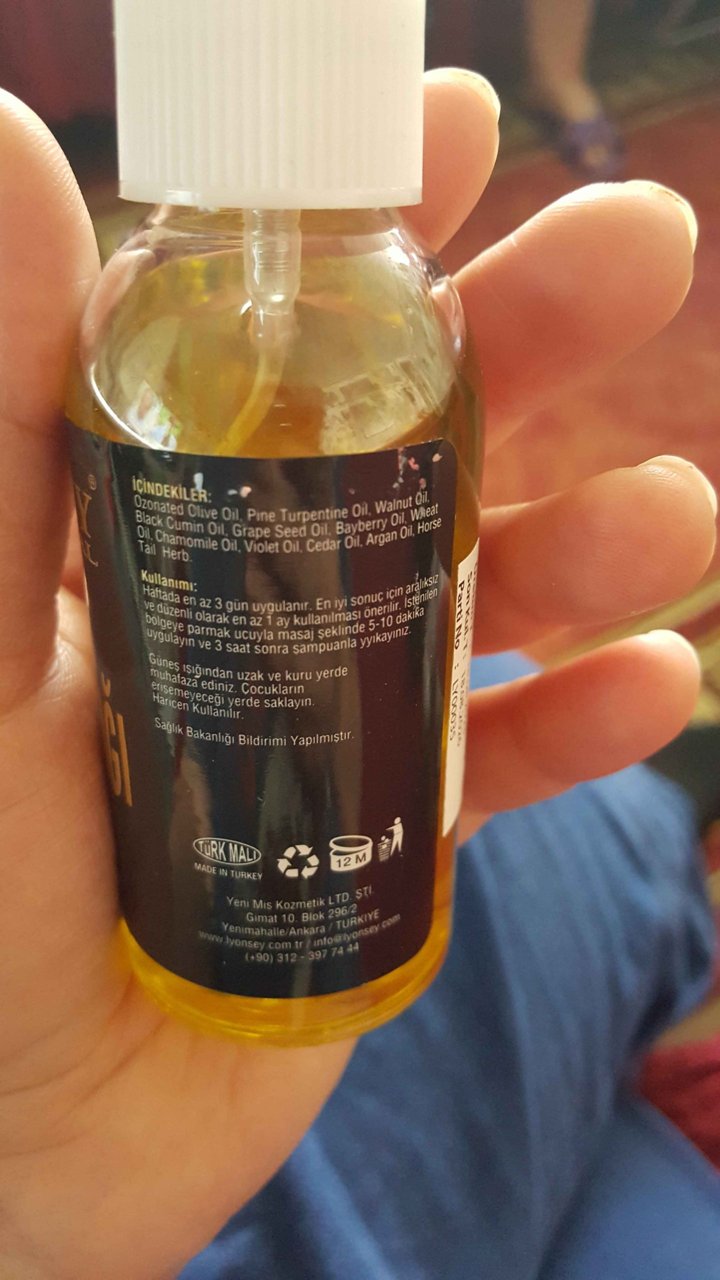 İÇİNDEKİLER:
Ozonated Olive Oil, Pine Turpentine Oil, Walnut Oil,
Black Cumin Oil, Grape Seed Oil, Bayberry Oil, Wheat
Oil, Chamomile Oil, Violet Oil, Cedar Oil, Argan Oil, Horse
Tail Herb.
Kullanımı:
Haftada en az 3 gün uygulanır. En iyi sonuç için aralıksız
ve düzenli olarak en az 1 ay kullanılması önerilir. İstenilen
bölgeye parmak ucuyla masaj şeklinde 5-10 dakika
uygulayın ve 3 saat sonra şampuanla yyıkayınız.
Güneş ışığından uzak ve kuru yerde
muhafaza ediniz. Çocukların
erişemeyeceği yerde saklayın.
Haricen Kullanılır.
Sağlık Bakanlığı Bildirimi Yapılmıştır.
TÜRK MALI
MADE IN TURKEY
12 M
Yeni Mis Kozmetik LTD. ŞTİ.
Gimat 10. Blok 296/2
Yenimahalle/Ankara / TÜRKİYE
www.lyonsey.com.tr / info@lyonsey.com
(+90) 312 - 397 74 44
Y®
L
ĞI
Parti No :